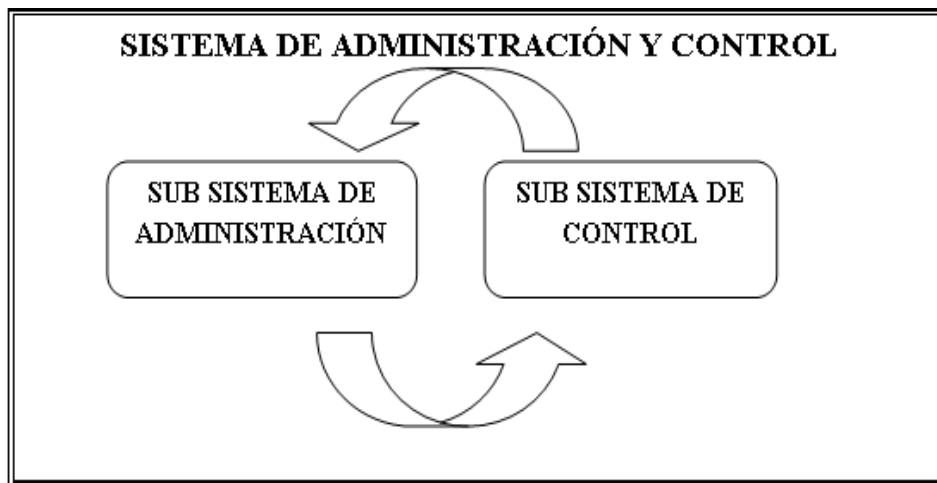 SISTEMA DE ADMINISTRACIÓN Y CONTROL
SUB SISTEMA DE
ADMINISTRACIÓN
SUB SISTEMA DE
CONTROL